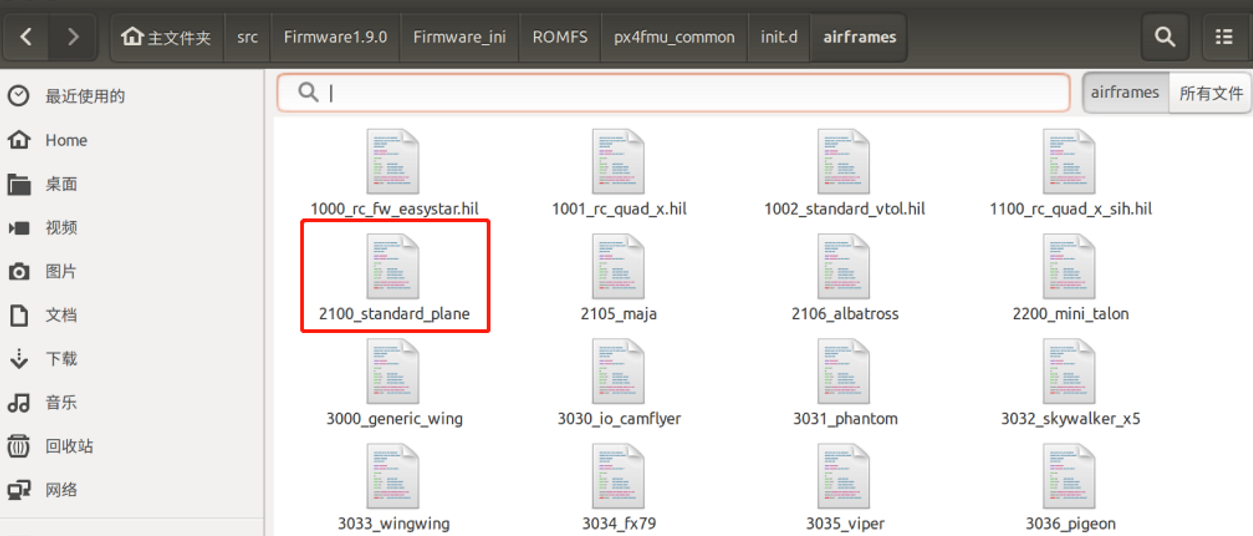 主文件夹 src Firmware1.9.0 Firmware_ini ROMFS px4fmu_common init.d airframes
airframes 所有文件
最近使用的
Home
桌面
视频
图片
文档
下载
音乐
回收站
网络
1000_rc_fw_easystar.hil 1001_rc_quad_x.hil 1002_standard_vtol.hil 1100_rc_quad_x_sih.hil
2100_standard_plane 2105_maja 2106_albatross 2200_mini_talon
3000_generic_wing 3030_io_camflyer 3031_phantom 3032_skywalker_x5
3033_wingwing 3034_fx79 3035_viper 3036_pigeon